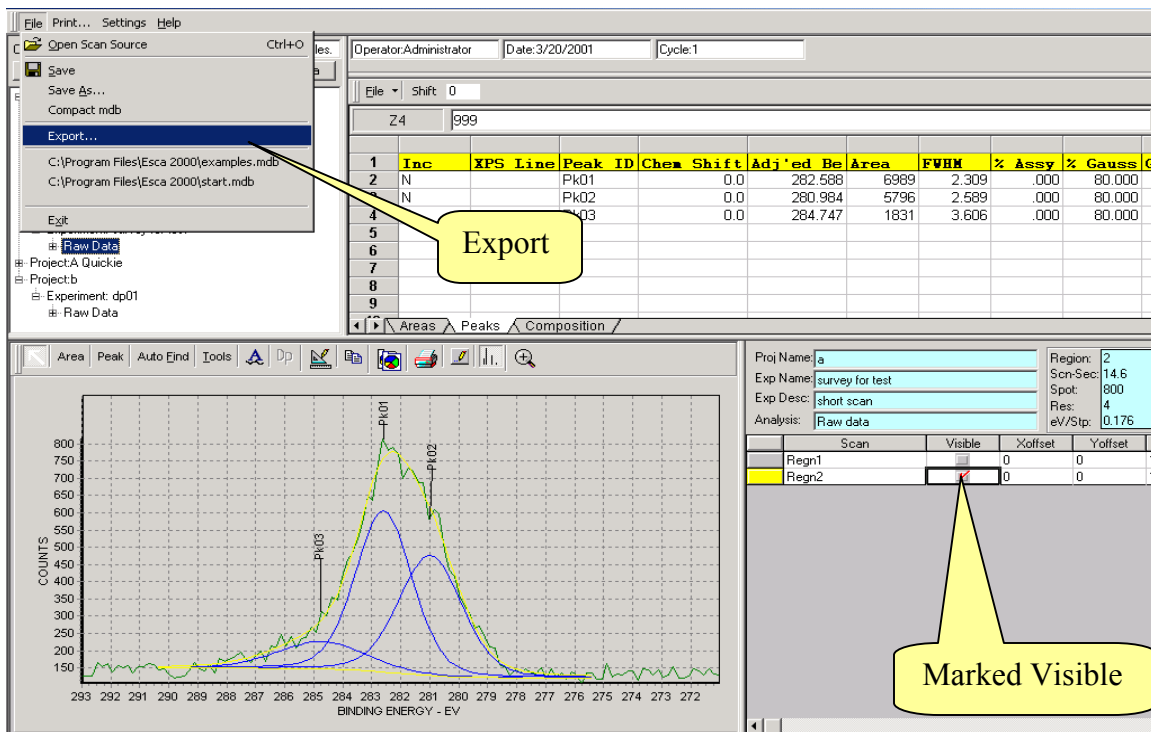 File Print... Settings Help
Open Scan Source Ctrl+O
Save
Save As...
Compact mdb
Export...
C:\Program Files\Esca 2000\examples.mdb
C:\Program Files\Esca 2000\start.mdb
Exit
les.
Raw Data
Project:A Quickie
Project:b
Experiment: dp01
Raw Data
Export
Operator:Administrator Date:3/20/2001 Cycle:1
File Shift 0
Z4 999
1 Inc XPS Line Peak ID Chem Shift Adj'ed Be Area FWHM % Assy % Gauss G
2 N Pk01 0.0 282.588 6989 2.309 .000 80.000
N Pk02 0.0 280.984 5796 2.589 .000 80.000
4 Pk03 0.0 284.747 1831 3.606 .000 80.000
5
6
7
8
9
Areas Peaks Composition
Area Peak Auto Find Tools A Dp
COUNTS
800
750
700
650
600
550
500
450
400
350
300
250
200
150
Pk03
Pk01
Pk02
293 292 291 290 289 288 287 286 285 284 283 282 281 280 279 278 277 276 275 274 273 272
BINDING ENERGY - EV
Proj Name: a
Exp Name: survey for test
Exp Desc: short scan
Analysis: Raw data
Region: 2
Scn-Sec: 14.6
Spot: 800
Res: 4
eV/Stp: 0.176
Scan Visible Xoffset Yoffset
Regn1 0 0
Regn2 0 0
Marked Visible